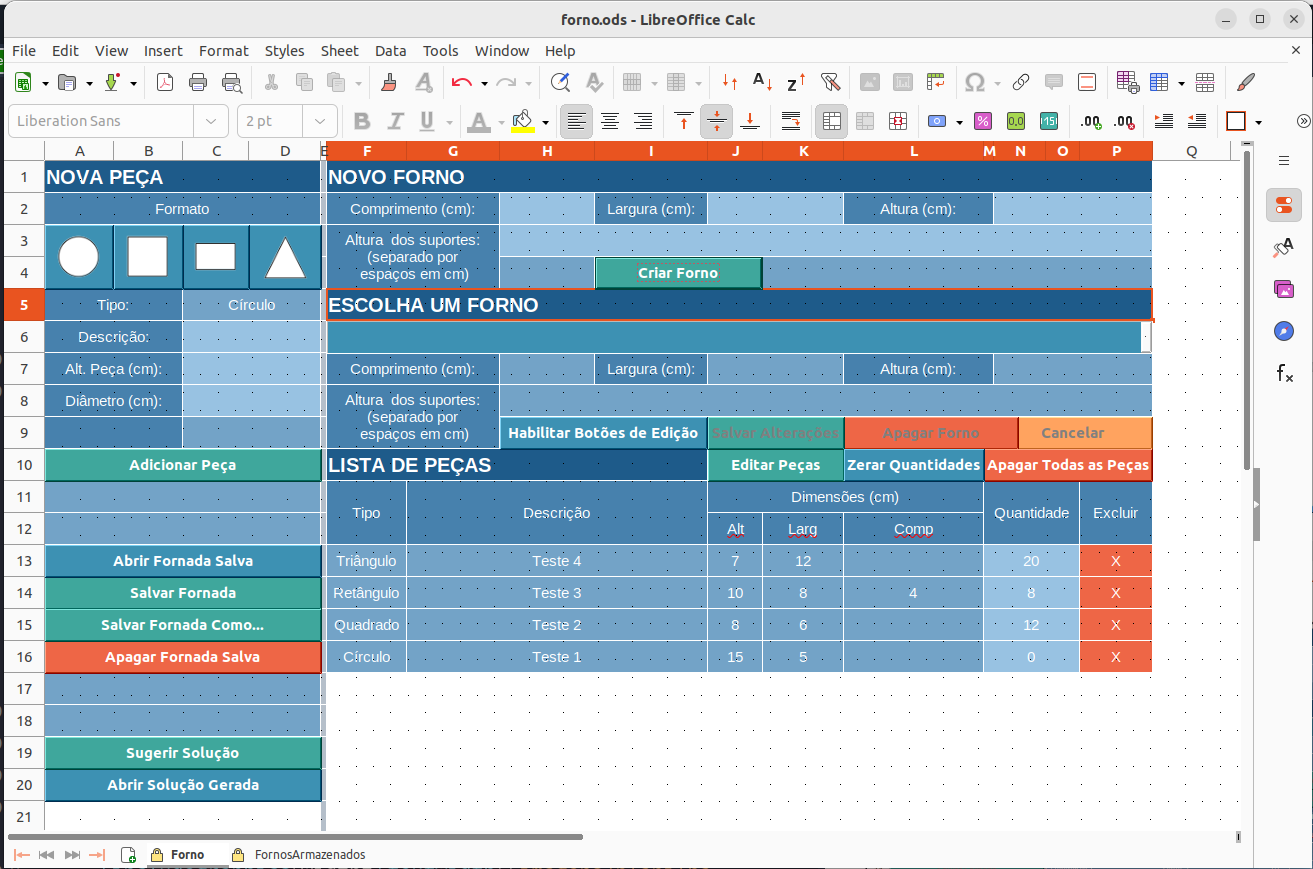 forno.ods - LibreOffice Calc
File Edit View Insert Format Styles Sheet Data Tools Window Help
Liberation Sans 2 pt
A B C D E F G H I J K L M N O P Q
1 NOVA PEÇA NOVO FORNO
2 Formato Comprimento (cm): Largura (cm): Altura (cm):
3 Altura dos suportes:
(separado por
4 espaços em cm) Criar Forno
5 Tipo: Círculo ESCOLHA UM FORNO
6 Descrição:
7 Alt. Peça (cm): Comprimento (cm): Largura (cm): Altura (cm):
8 Diâmetro (cm): Altura dos suportes:
(separado por
9 espaços em cm) Habilitar Botões de Edição Salvar Alterações Apagar Forno Cancelar
10 Adicionar Peça LISTA DE PEÇAS Editar Peças Zerar Quantidades Apagar Todas as Peças
11 Dimensões (cm)
Tipo Descrição Quantidade Excluir
12 Alt Larg Comp
13 Abrir Fornada Salva Triângulo Teste 4 7 12 20 X
14 Salvar Fornada Retângulo Teste 3 10 8 4 8 X
15 Salvar Fornada Como... Quadrado Teste 2 8 6 12 X
16 Apagar Fornada Salva Círculo Teste 1 15 5 0 X
17
18
19 Sugerir Solução
20 Abrir Solução Gerada
21
Forno FornosArmazenados